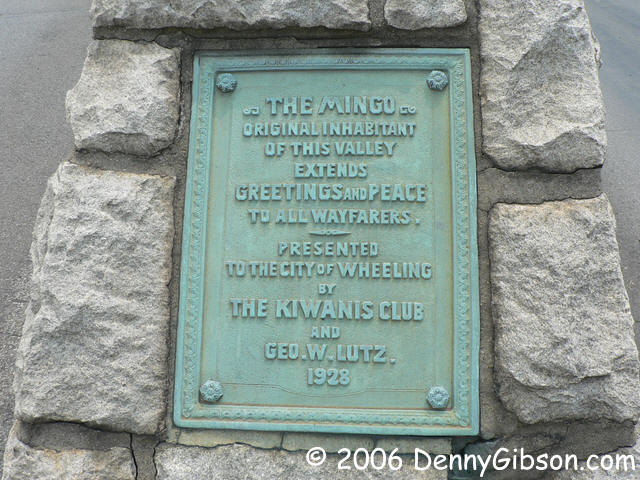 THE MINGO
ORIGINAL INHABITANT
OF THIS VALLEY
EXTENDS
GREETINGS AND PEACE
TO ALL WAYFARERS.
PRESENTED
TO THE CITY OF WHEELING
BY
THE KIWANIS CLUB
AND
GEO. W. LUTZ.
1928
© 2006 DennyGibson.com